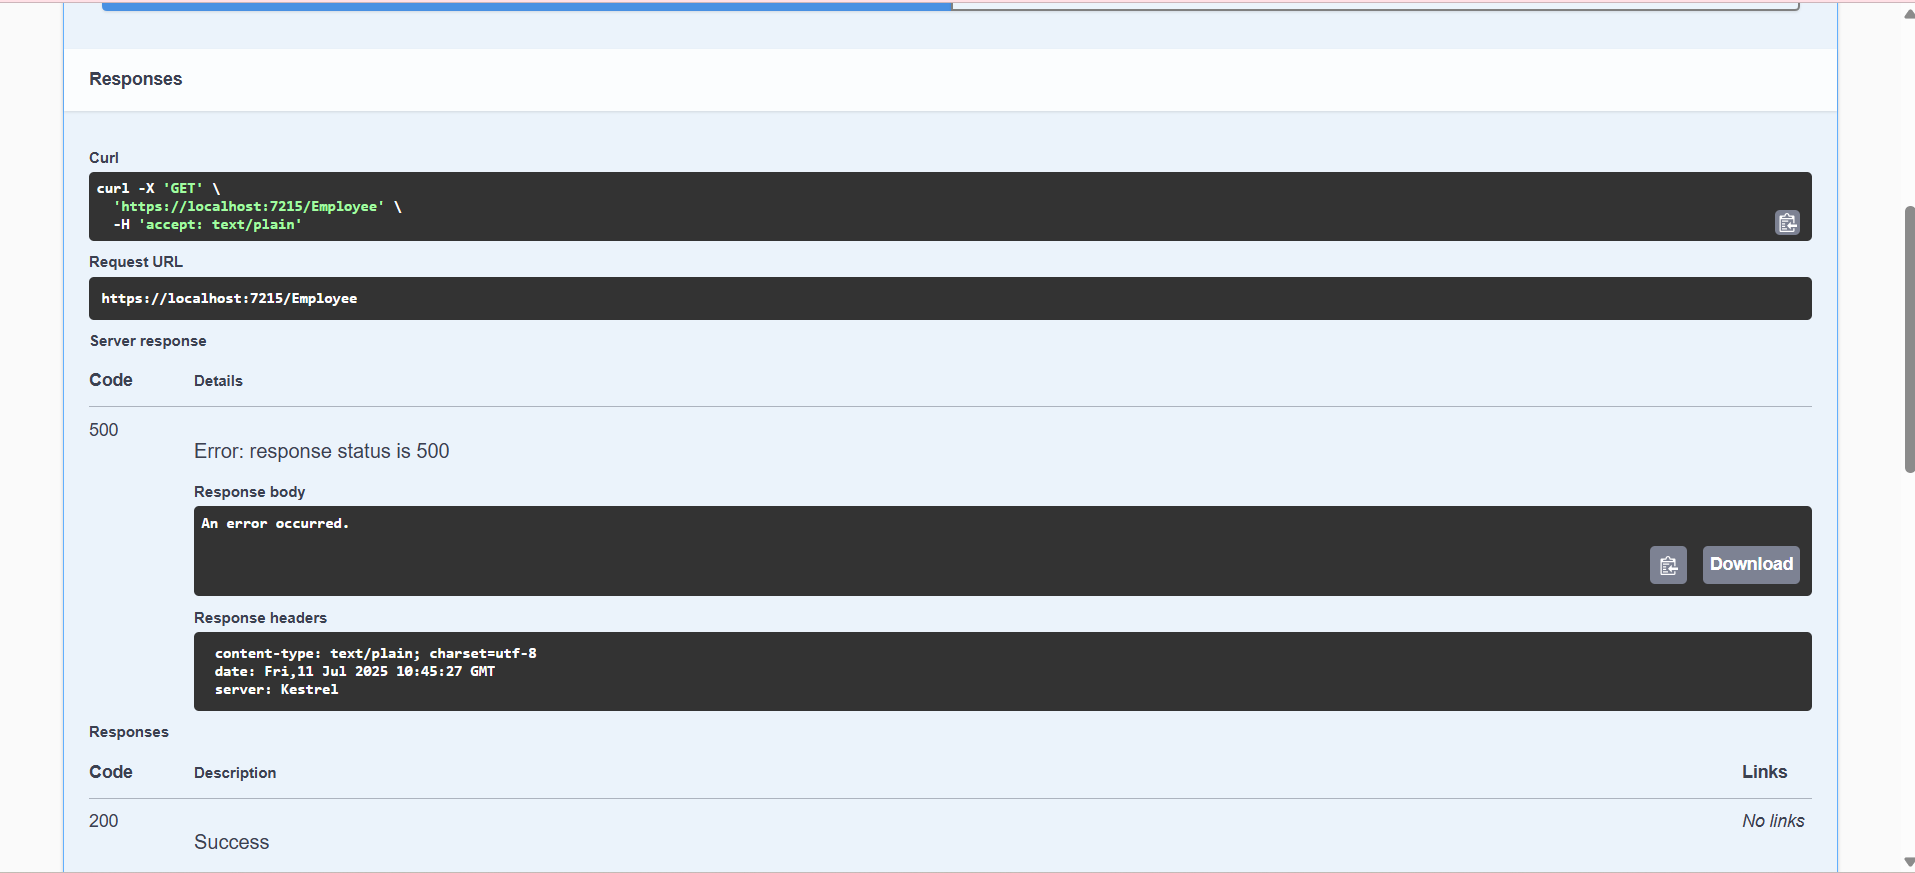 Responses
Curl
curl -X 'GET' \
'https://localhost:7215/Employee' \
-H 'accept: text/plain'
Request URL
https://localhost:7215/Employee
Server response
Code Details
500
Error: response status is 500
Response body
An error occurred.
Download
Response headers
content-type: text/plain; charset=utf-8
date: Fri,11 Jul 2025 10:45:27 GMT
server: Kestrel
Responses
Code Description Links
200 No links
Success